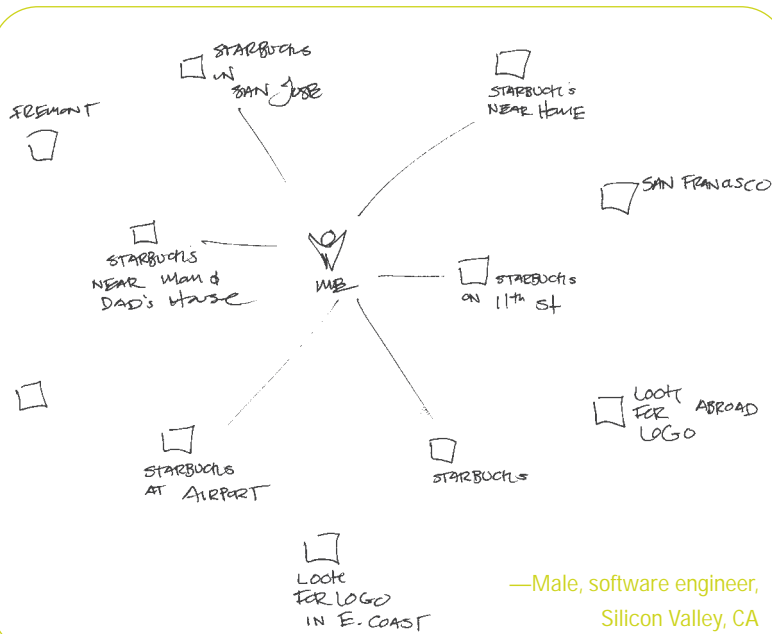 STARBUCKS
IN
SAN JOSE
STARBUCK'S
NEAR HOME
FREMONT
SAN FRANCISCO
STARBUCKS
NEAR MOM &
DAD'S HOUSE
ME
STARBUCKS
ON 11th St
LOOK
FOR ABROAD
LOGO
STARBUCKS
AT AIRPORT
STARBUCKS
LOOK
FOR LOGO
IN E. COAST
—Male, software engineer,
Silicon Valley, CA